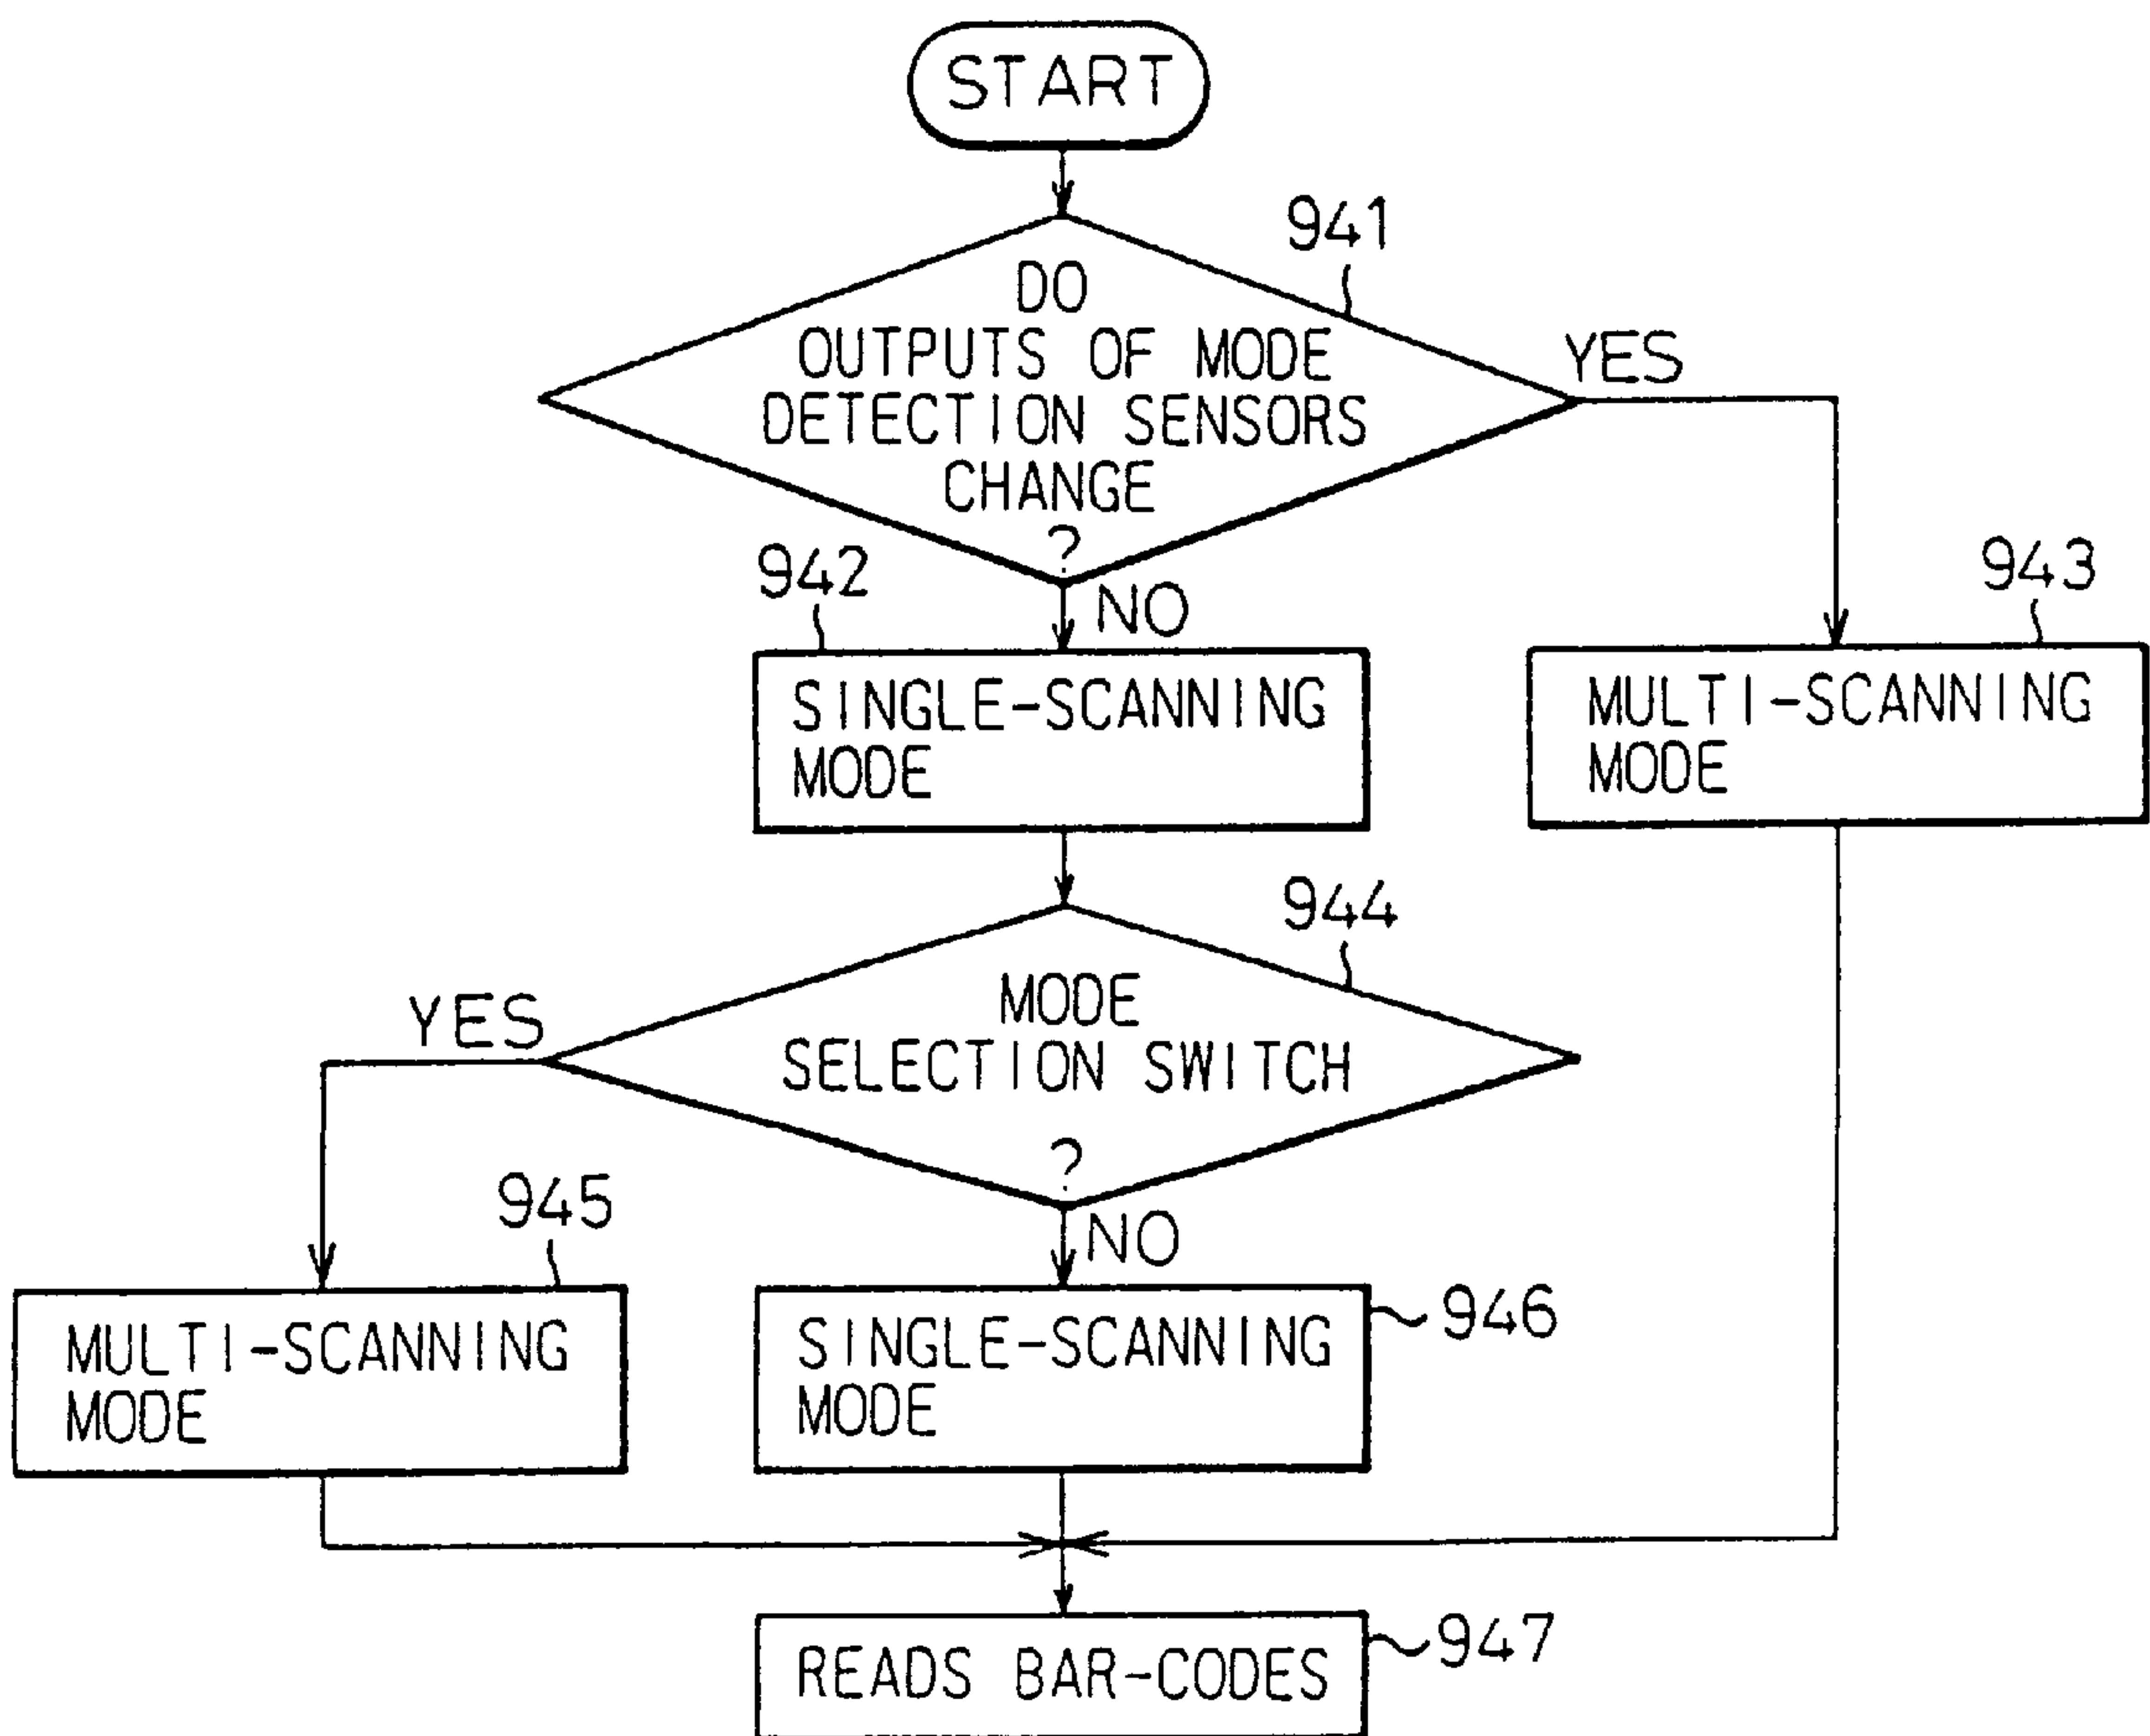 START
941
DO
OUTPUTS OF MODE
DETECTION SENSORS
CHANGE
?
YES
942
NO
943
SINGLE-SCANNING
MODE
MULTI-SCANNING
MODE
944
MODE
SELECTION SWITCH
?
YES
945
NO
MULTI-SCANNING
MODE
SINGLE-SCANNING
MODE
946
READS BAR-CODES
947